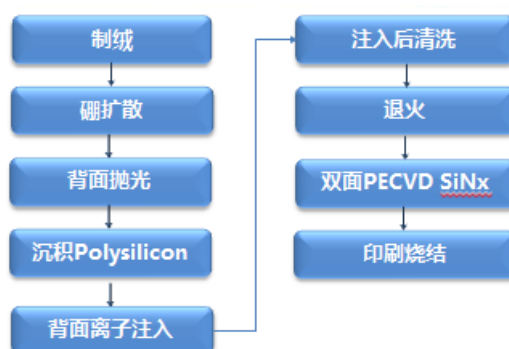 制绒
硼扩散
背面抛光
沉积Polysilicon
背面离子注入
注入后清洗
退火
双面PECVD SiNx
印刷烧结